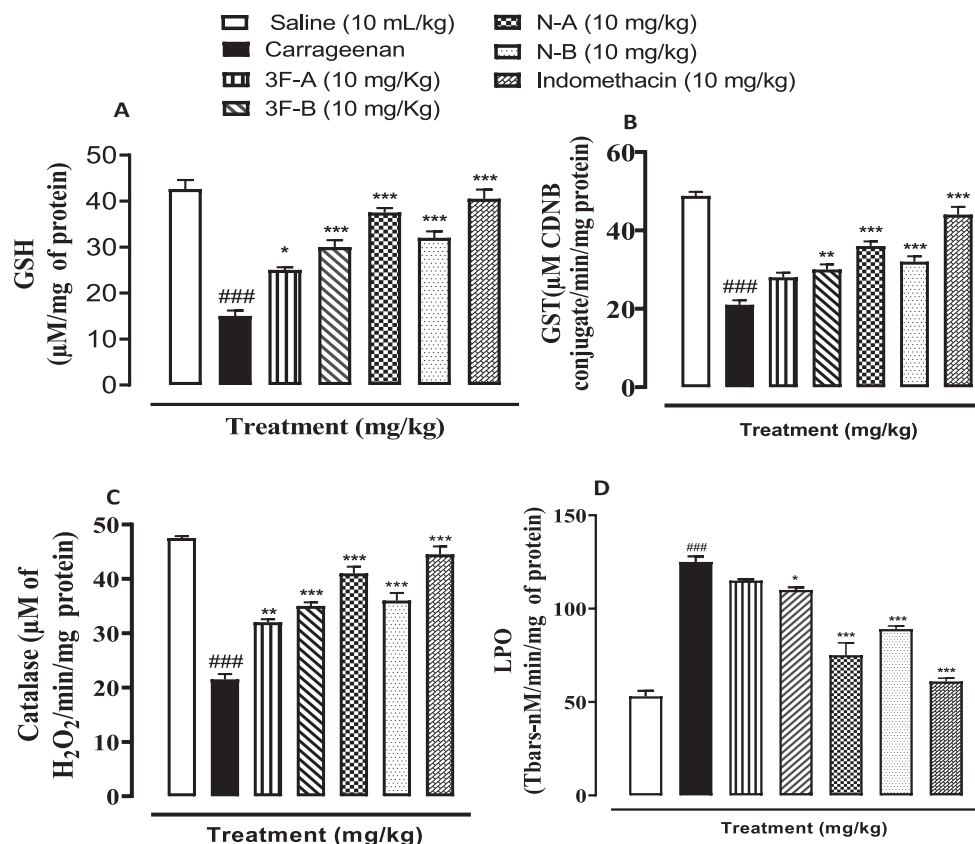 Saline (10 mL/kg)
Carrageenan
3F-A (10 mg/Kg)
3F-B (10 mg/Kg)
N-A (10 mg/kg)
N-B (10 mg/kg)
Indomethacin (10 mg/kg)
A
GSH
(µM/mg of protein)
50
40
30
20
10
0
###
*
***
***
***
***
Treatment (mg/kg)
B
GST(µM CDNB
conjugate/min/mg protein)
60
40
20
0
###
**
***
***
***
Treatment (mg/kg)
C
Catalase (µM of
H₂O₂/min/mg protein)
50
40
30
20
10
0
###
**
***
***
***
***
Treatment (mg/kg)
D
LPO
(Tbars-nM/min/mg of protein)
150
100
50
0
###
*
***
***
***
Treatment (mg/kg)